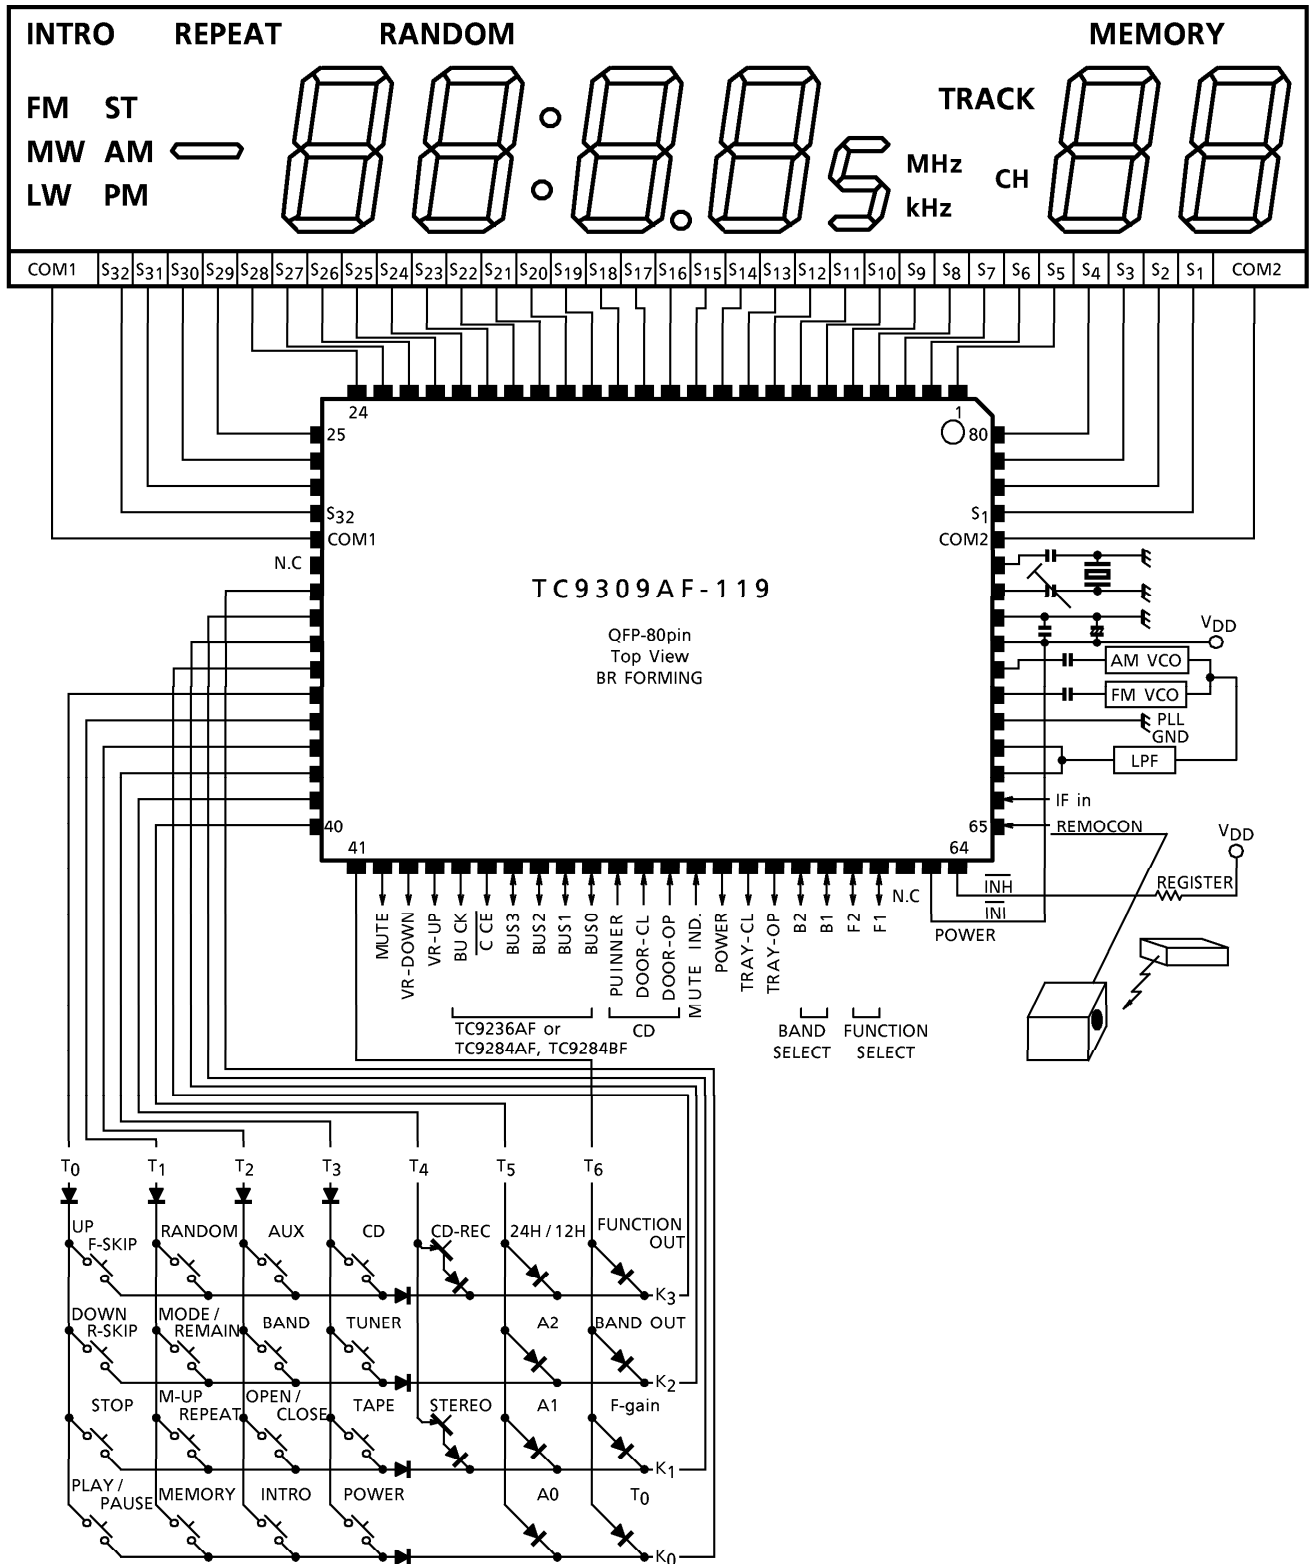 INTRO REPEAT RANDOM MEMORY
FM ST TRACK
MW AM MHz CH
LW PM kHz
COM1 S32 S31 S30 S29 S28 S27 S26 S25 S24 S23 S22 S21 S20 S19 S18 S17 S16 S15 S14 S13 S12 S11 S10 S9 S8 S7 S6 S5 S4 S3 S2 S1 COM2
24 1
25 80
S32 S1
COM1 COM2
N.C
TC9309AF-119
QFP-80pin
Top View
BR FORMING
VDD
AM VCO
FM VCO
PLL
GND
LPF
IF in
40 65 REMOCON
41 64 VDD
INH REGISTER
N.C
INI
POWER
MUTE
VR-DOWN
VR-UP
BU CK
C CE
BUS3
BUS2
BUS1
BUS0
PUINNER
DOOR-CL
DOOR-OP
MUTE IND.
POWER
TRAY-CL
TRAY-OP
B2
B1
F2
F1
TC9236AF or
TC9284AF, TC9284BF
CD
BAND
SELECT
FUNCTION
SELECT
T0 T1 T2 T3 T4 T5 T6
UP
F-SKIP
RANDOM AUX CD CD-REC 24H / 12H
FUNCTION
OUT
K3
DOWN
R-SKIP
MODE /
REMAIN
BAND TUNER A2 BAND OUT
K2
STOP
M-UP
REPEAT
OPEN /
CLOSE
TAPE STEREO A1 F-gain
K1
PLAY /
PAUSE
MEMORY INTRO POWER A0 T0
K0